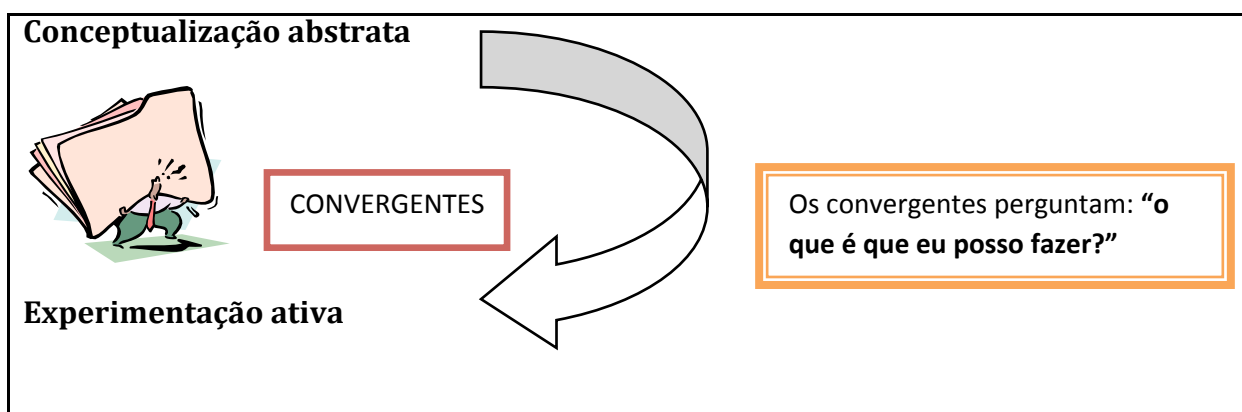 Conceptualização abstrata
CONVERGENTES
Os convergentes perguntam: “o
que é que eu posso fazer?”
Experimentação ativa